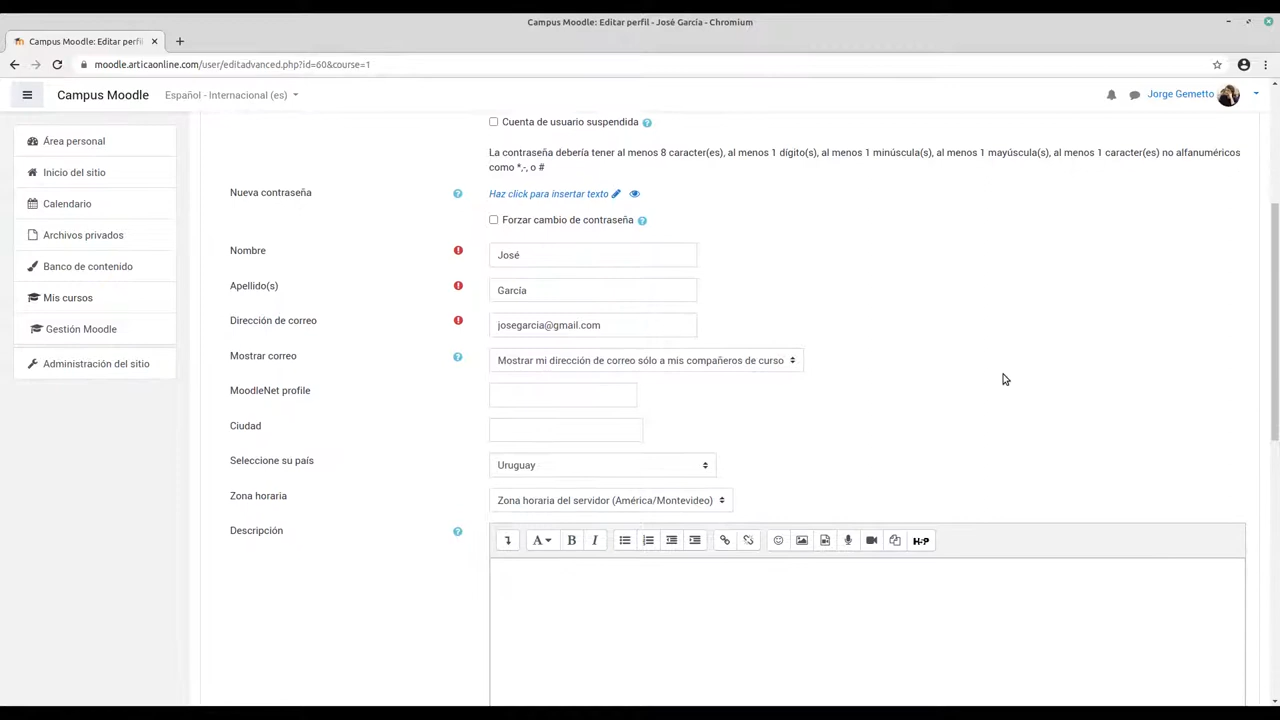 Campus Moodle: Editar perfil - José García - Chromium
Campus Moodle: Editar perfil
moodle.articaonline.com/user/editadvanced.php?id=60&course=1
Campus Moodle
Español - Internacional (es)
Jorge Gemetto
Área personal
Inicio del sitio
Calendario
Archivos privados
Banco de contenido
Mis cursos
Gestión Moodle
Administración del sitio
Cuenta de usuario suspendida
La contraseña debería tener al menos 8 caracter(es), al menos 1 dígito(s), al menos 1 minúscula(s), al menos 1 mayúscula(s), al menos 1 caracter(es) no alfanuméricos
como *,-, o #
Nueva contraseña
Haz click para insertar texto
Forzar cambio de contraseña
Nombre
José
Apellido(s)
García
Dirección de correo
josegarcia@gmail.com
Mostrar correo
Mostrar mi dirección de correo sólo a mis compañeros de curso
MoodleNet profile
Ciudad
Seleccione su país
Uruguay
Zona horaria
Zona horaria del servidor (América/Montevideo)
Descripción
A B I
H-P